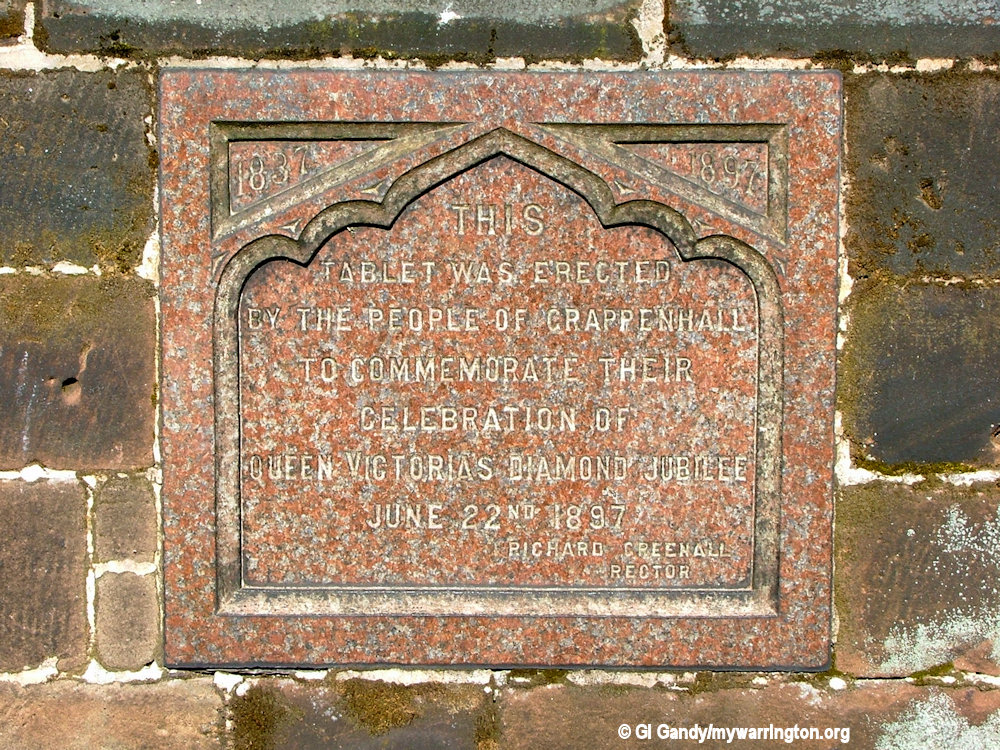 1837 1897
THIS
TABLET WAS ERECTED
BY THE PEOPLE OF GRAPPENHALL
TO COMMEMORATE THEIR
CELEBRATION OF
QUEEN VICTORIAS DIAMOND JUBILEE
JUNE 22ND 1897
RICHARD GREENALL
RECTOR
© GI Gandy/mywarrington.org